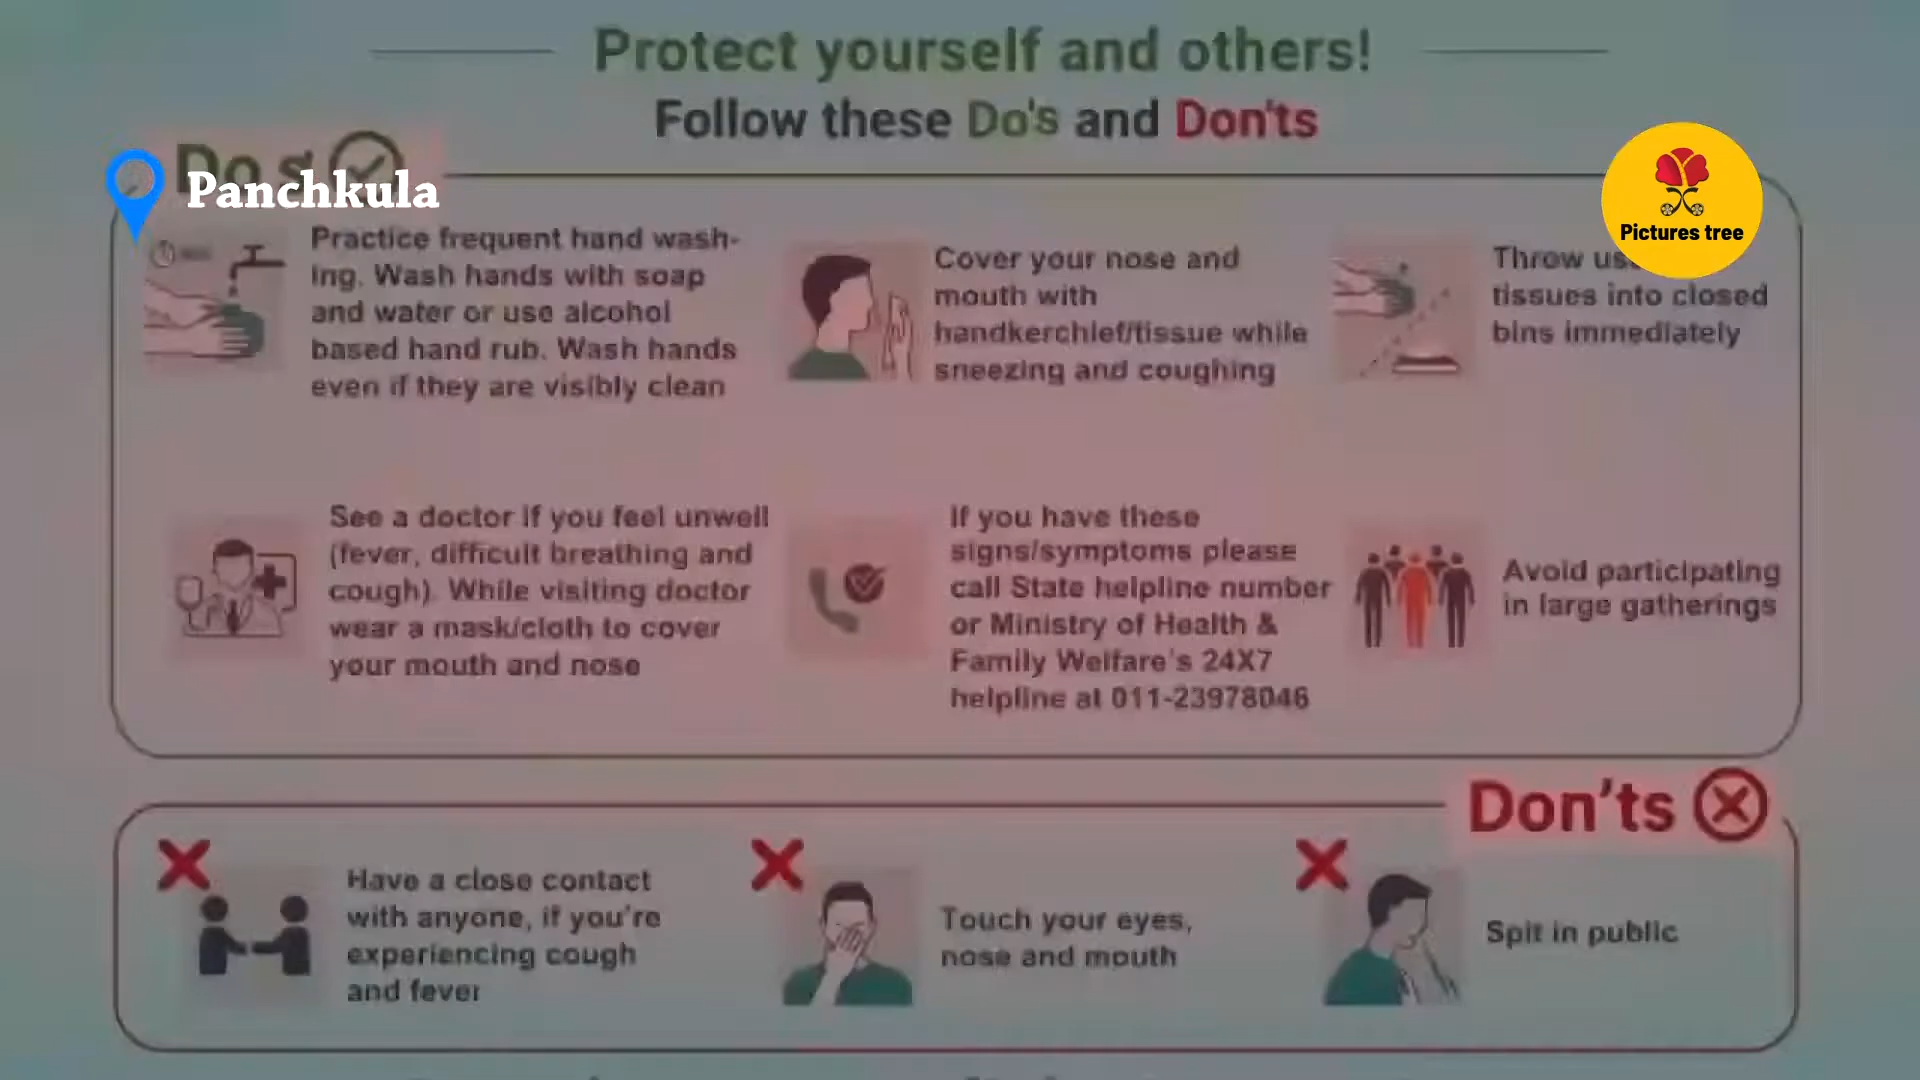 Protect yourself and others!
Follow these Do's and Don'ts
Do's
Panchkula
Pictures tree
Practice frequent hand wash-
ing. Wash hands with soap
and water or use alcohol
based hand rub. Wash hands
even if they are visibly clean
Cover your nose and
mouth with
handkerchief/tissue while
sneezing and coughing
Throw
tissues into closed
bins immediately
See a doctor if you feel unwell
(fever, difficult breathing and
cough). While visiting doctor
wear a mask/cloth to cover
your mouth and nose
If you have these
signs/symptoms please
call State helpline number
or Ministry of Health &
Family Welfare's 24X7
helpline at 011-23978046
Avoid participating
in large gatherings
Don'ts
Have a close contact
with anyone, if you're
experiencing cough
and fever
Touch your eyes,
nose and mouth
Spit in public